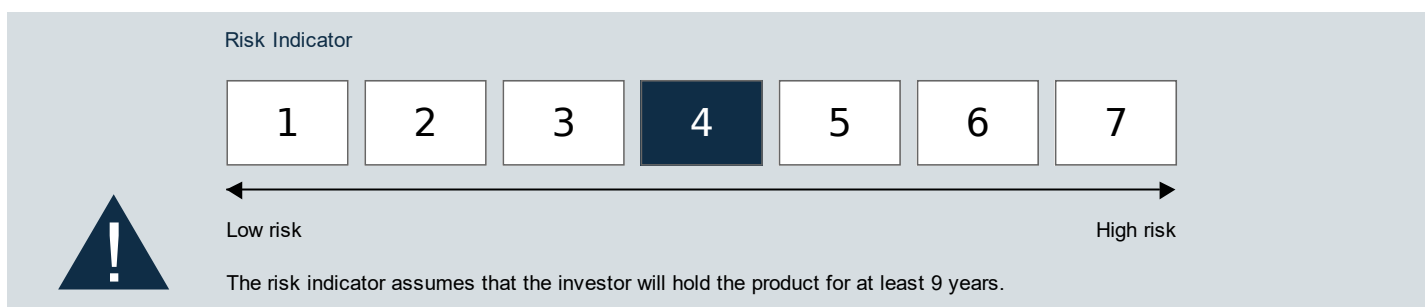 Risk Indicator
1 2 3 4 5 6 7
Low risk High risk
!
The risk indicator assumes that the investor will hold the product for at least 9 years.